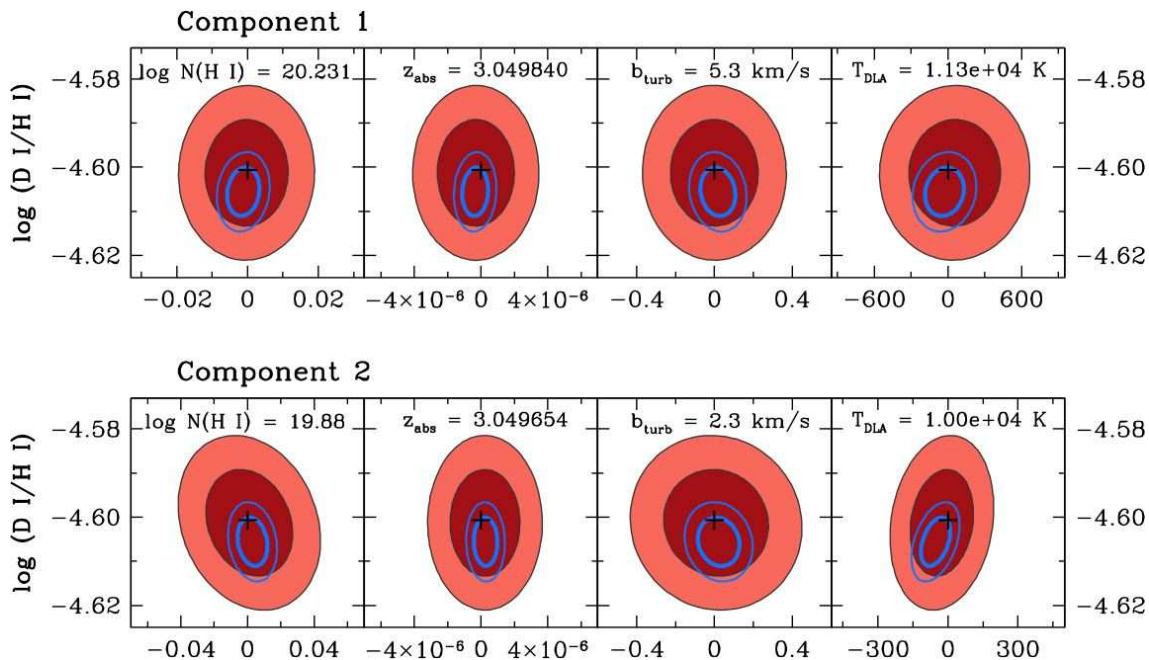 Component 1
log N(H I) = 20.231 z_abs = 3.049840 b_turb = 5.3 km/s T_DLA = 1.13e+04 K
−4.58 −4.58
−4.60 −4.60
−4.62 −4.62
log (D I/H I)
−0.02 0 0.02 −4×10⁻⁶ 0 4×10⁻⁶ −0.4 0 0.4 −600 0 600
Component 2
log N(H I) = 19.88 z_abs = 3.049654 b_turb = 2.3 km/s T_DLA = 1.00e+04 K
−4.58 −4.58
−4.60 −4.60
−4.62 −4.62
log (D I/H I)
−0.04 0 0.04 −4×10⁻⁶ 0 4×10⁻⁶ −0.4 0 0.4 −300 0 300